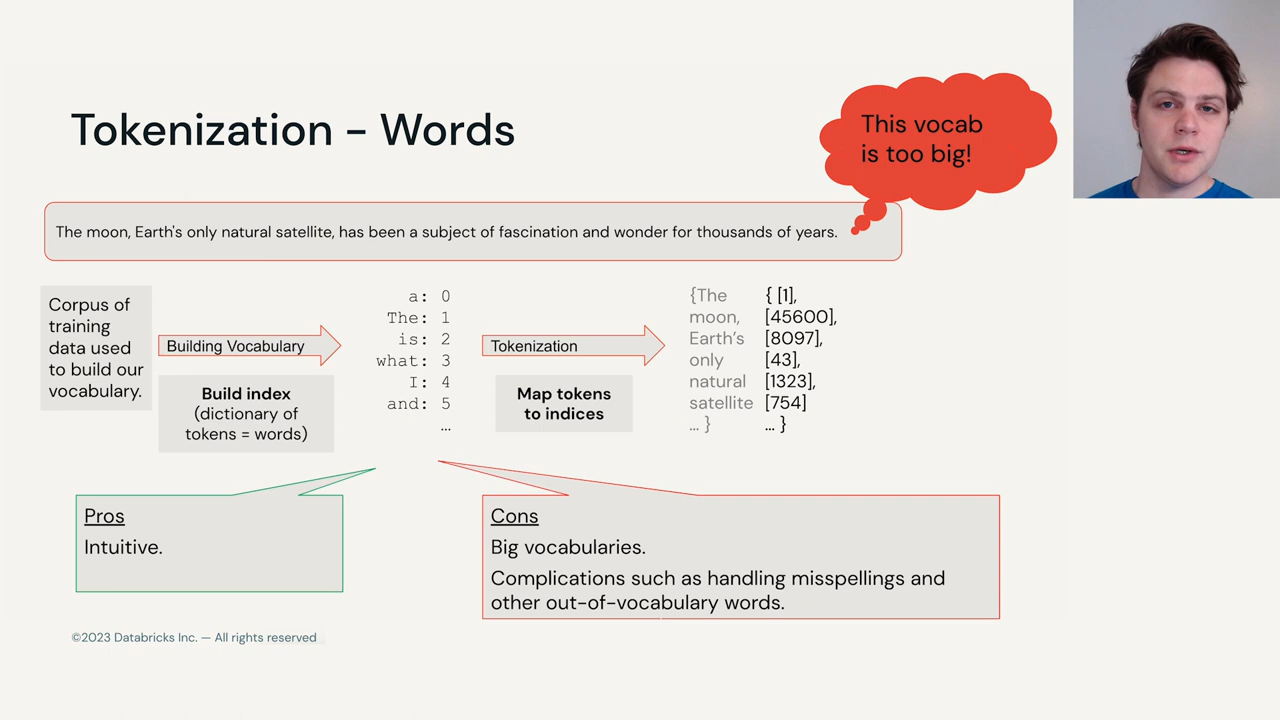 Tokenization - Words
This vocab
is too big!
The moon, Earth's only natural satellite, has been a subject of fascination and wonder for thousands of years.
Corpus of
training
data used
to build our
vocabulary.
Building Vocabulary
Build index
(dictionary of
tokens = words)
a: 0
The: 1
is: 2
what: 3
I: 4
and: 5
…
Tokenization
Map tokens
to indices
{The { [1],
moon, [45600],
Earth's [8097],
only [43],
natural [1323],
satellite [754]
… } … }
Pros
Intuitive.
Cons
Big vocabularies.
Complications such as handling misspellings and
other out-of-vocabulary words.
©2023 Databricks Inc. — All rights reserved